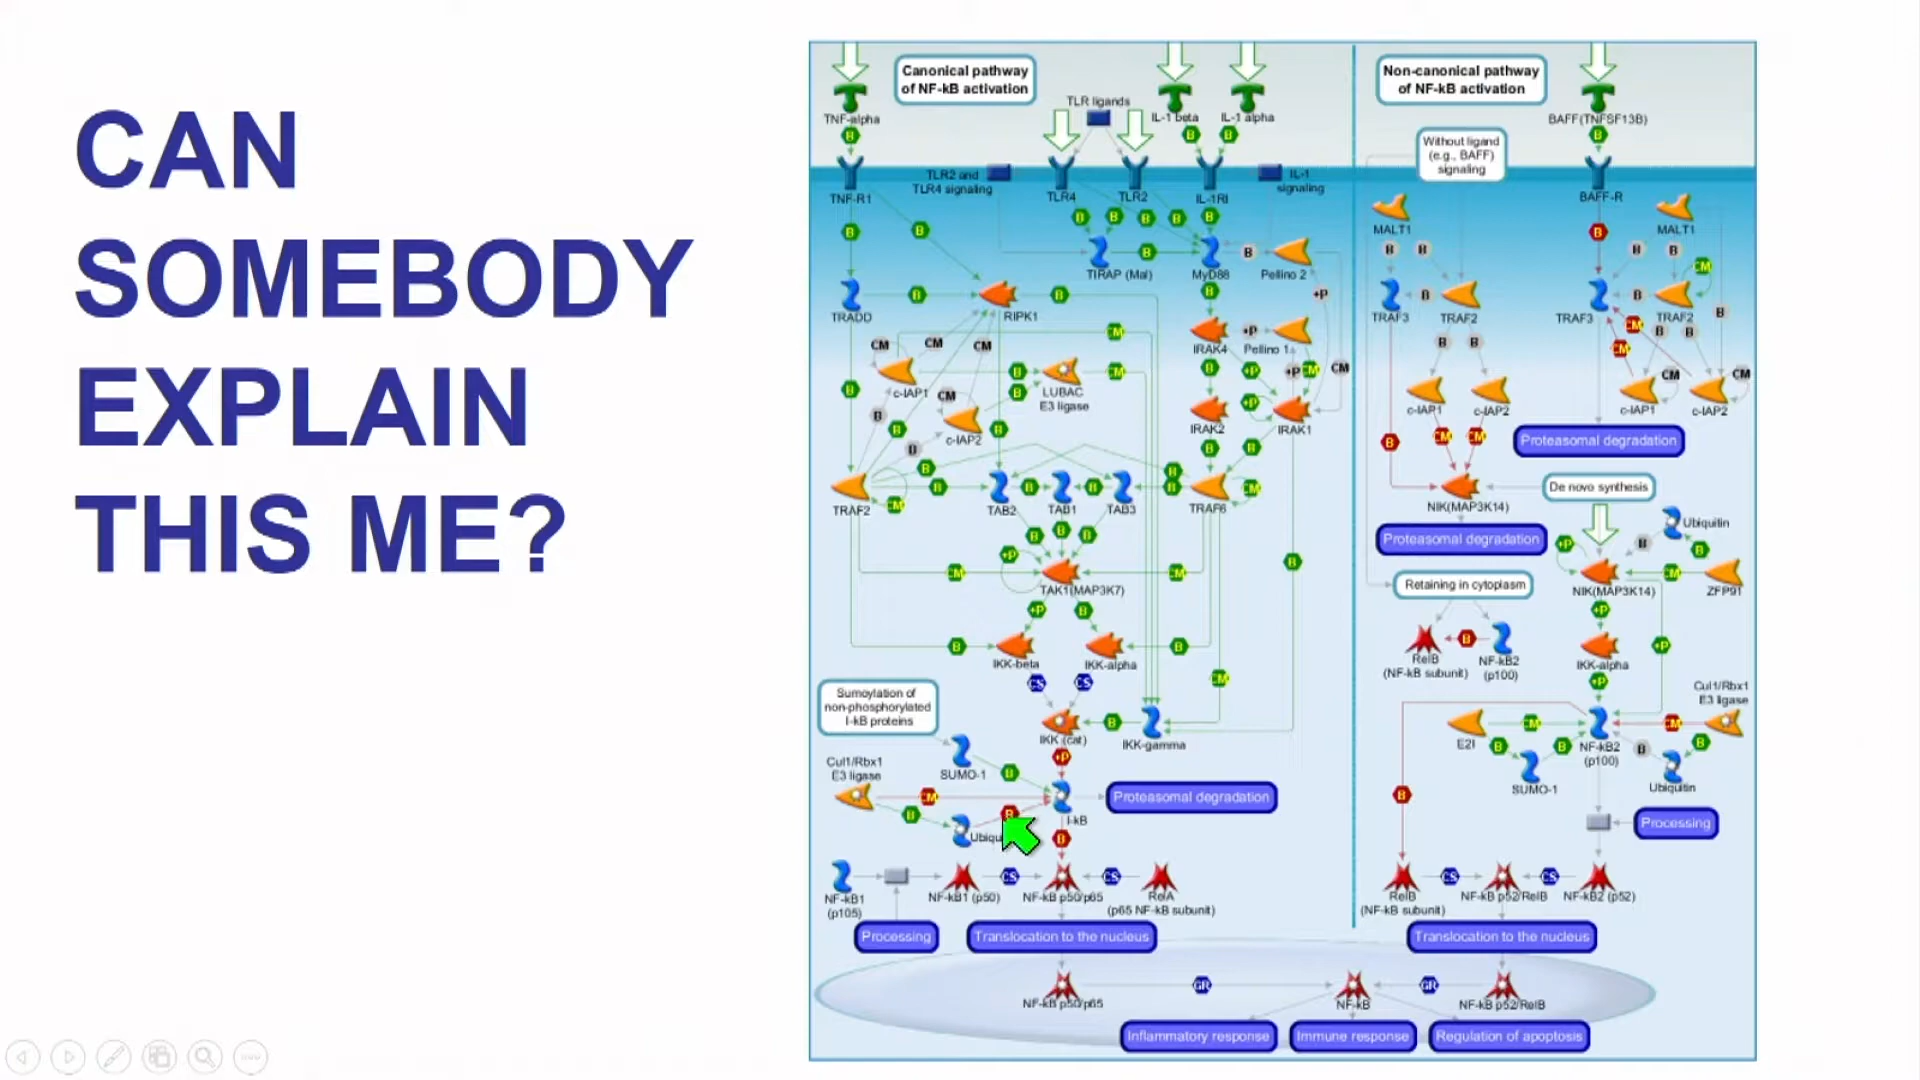 CAN
SOMEBODY
EXPLAIN
THIS ME?
Canonical pathway
of NF-kB activation
TNF-alpha
TLR ligands
IL-1 beta
IL-1 alpha
TLR2 and
TLR4 signaling
IL-1
signaling
TNF-R1
TLR4
TLR2
IL-1RI
TIRAP (Mal)
MyD88
Pellino 2
TRADD
RIPK1
IRAK4
Pellino 1
c-IAP1
LUBAC
E3 ligase
c-IAP2
IRAK2
IRAK1
TRAF2
TAB2
TAB1
TAB3
TRAF6
TAK1(MAP3K7)
IKK-beta
IKK-alpha
Sumoylation of
non-phosphorylated
I-kB proteins
IKK (cat)
IKK-gamma
Cul1/Rbx1
E3 ligase
SUMO-1
Proteasomal degradation
I-kB
NF-kB1
(p105)
NF-kB1 (p50)
NF-kB p50/p65
RelA
(p65 NF-kB subunit)
Processing
Translocation to the nucleus
Non-canonical pathway
of NF-kB activation
BAFF(TNFSF13B)
Without ligand
(e.g., BAFF)
signaling
BAFF-R
MALT1
MALT1
TRAF3
TRAF2
TRAF3
TRAF2
c-IAP1
c-IAP2
c-IAP1
c-IAP2
Proteasomal degradation
De novo synthesis
NIK(MAP3K14)
Proteasomal degradation
Ubiquitin
Retaining in cytoplasm
NIK(MAP3K14)
ZFP91
RelB
(NF-kB subunit)
NF-kB2
(p100)
IKK-alpha
Cul1/Rbx1
E3 ligase
E2I
NF-kB2
(p100)
SUMO-1
Ubiquitin
Processing
RelB
(NF-kB subunit)
NF-kB p52/RelB
NF-kB2 (p52)
Translocation to the nucleus
NF-kB p50/p65
NF-kB
NF-kB p52/RelB
Inflammatory response
Immune response
Regulation of apoptosis